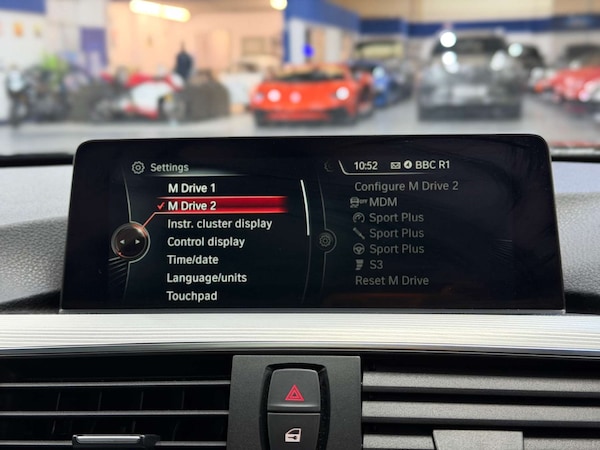 Settings
10:52 4 BBC R1
M Drive 1
M Drive 2
Instr. cluster display
Control display
Time/date
Language/units
Touchpad
Configure M Drive 2
MDM
Sport Plus
Sport Plus
Sport Plus
S3
Reset M Drive